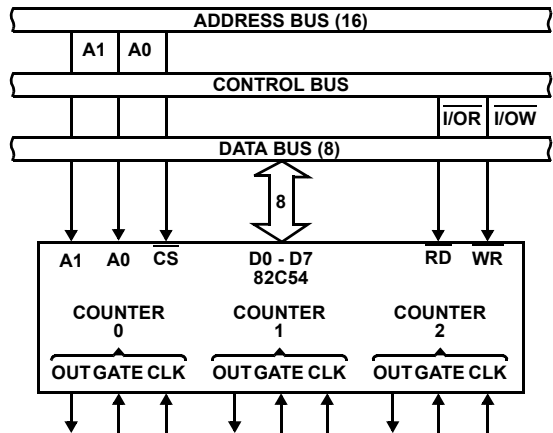 ADDRESS BUS (16)
A1 A0
CONTROL BUS
I/OR I/OW
DATA BUS (8)
8
A1 A0 CS D0 - D7 RD WR
82C54
COUNTER COUNTER COUNTER
0 1 2
OUT GATE CLK OUT GATE CLK OUT GATE CLK